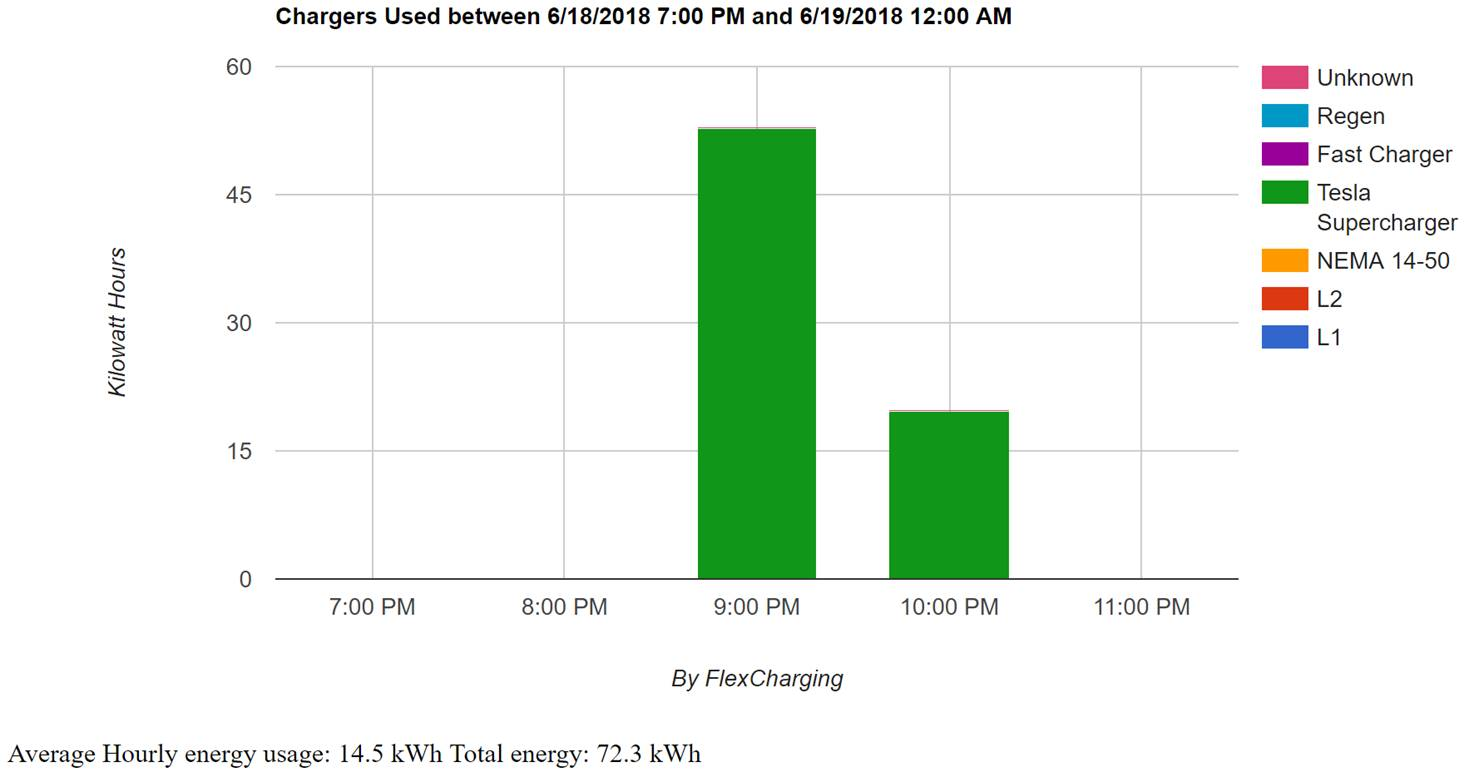 Chargers Used between 6/18/2018 7:00 PM and 6/19/2018 12:00 AM
60
45
30
15
0
Kilowatt Hours
7:00 PM 8:00 PM 9:00 PM 10:00 PM 11:00 PM
By FlexCharging
Unknown
Regen
Fast Charger
Tesla
Supercharger
NEMA 14-50
L2
L1
Average Hourly energy usage: 14.5 kWh Total energy: 72.3 kWh